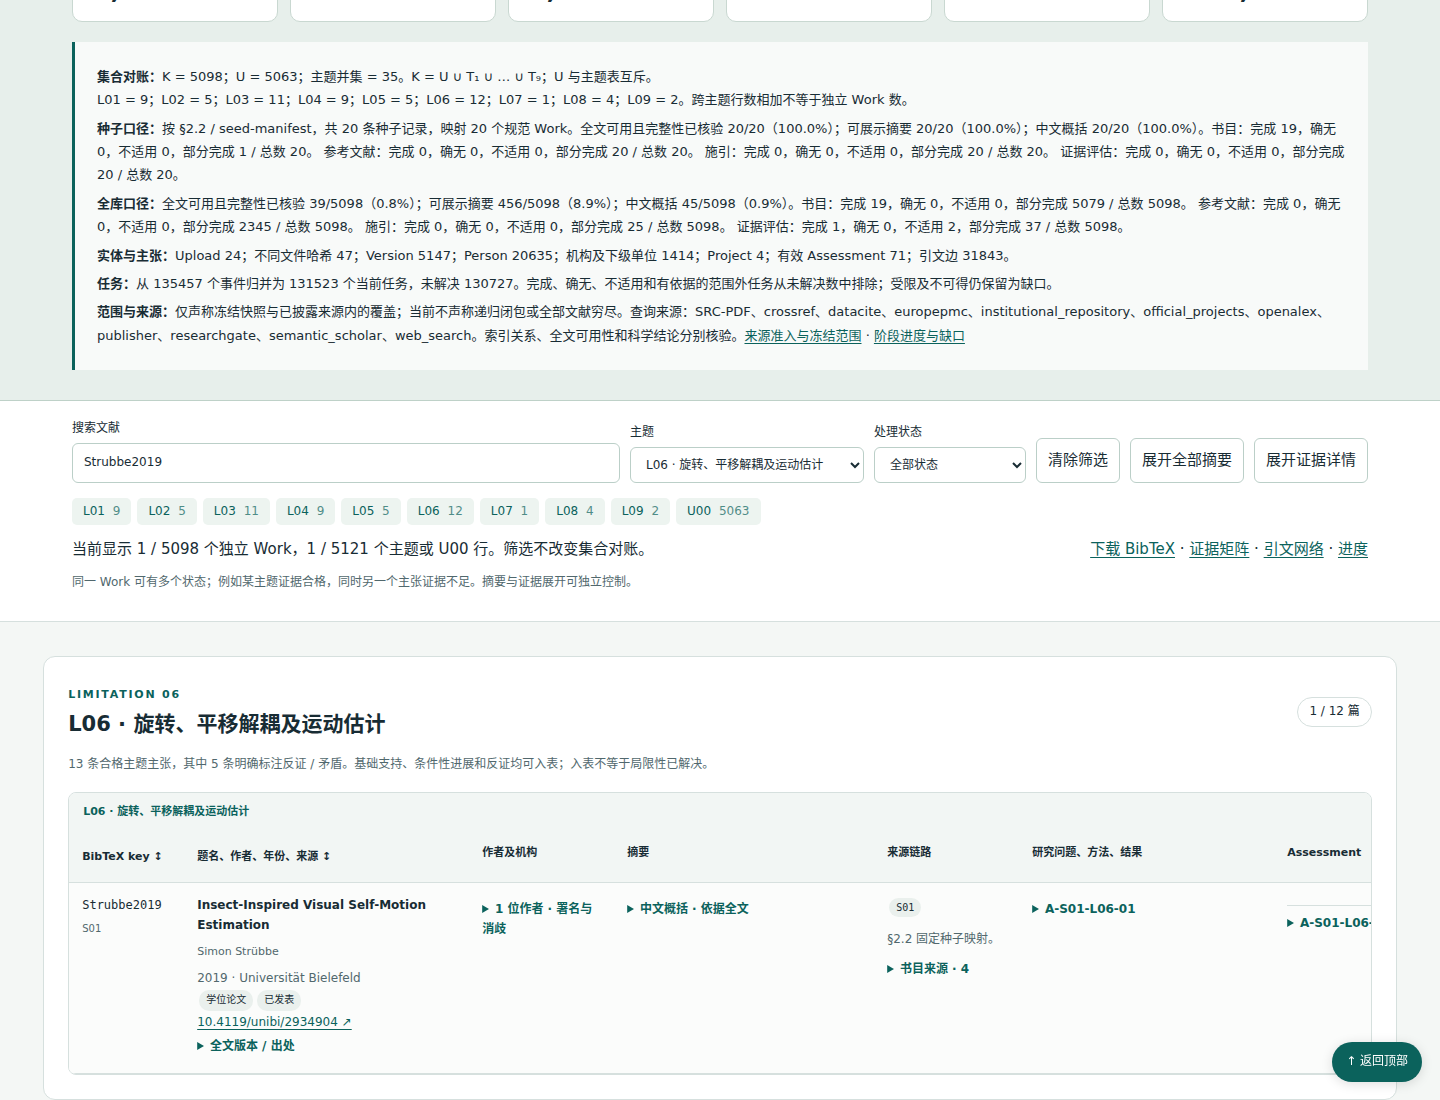 集合对账：K = 5098；U = 5063；主题并集 = 35。K = U ∪ T₁ ∪ … ∪ T₉；U 与主题表互斥。
L01 = 9；L02 = 5；L03 = 11；L04 = 9；L05 = 5；L06 = 12；L07 = 1；L08 = 4；L09 = 2。跨主题行数相加不等于独立 Work 数。
种子口径：按 §2.2 / seed-manifest，共 20 条种子记录，映射 20 个规范 Work。全文可用且完整性已核验 20/20（100.0%）；可展示摘要 20/20（100.0%）；中文概括 20/20（100.0%）。书目：完成 19，确无
0，不适用 0，部分完成 1 / 总数 20。 参考文献：完成 0，确无 0，不适用 0，部分完成 20 / 总数 20。 施引：完成 0，确无 0，不适用 0，部分完成 20 / 总数 20。 证据评估：完成 0，确无 0，不适用 0，部分完成
20 / 总数 20。
全库口径：全文可用且完整性已核验 39/5098（0.8%）；可展示摘要 456/5098（8.9%）；中文概括 45/5098（0.9%）。书目：完成 19，确无 0，不适用 0，部分完成 5079 / 总数 5098。 参考文献：完成 0，确无
0，不适用 0，部分完成 2345 / 总数 5098。 施引：完成 0，确无 0，不适用 0，部分完成 25 / 总数 5098。 证据评估：完成 1，确无 0，不适用 2，部分完成 37 / 总数 5098。
实体与主张：Upload 24；不同文件哈希 47；Version 5147；Person 20635；机构及下级单位 1414；Project 4；有效 Assessment 71；引文边 31843。
任务：从 135457 个事件归并为 131523 个当前任务，未解决 130727。完成、确无、不适用和有依据的范围外任务从未解决数中排除；受限及不可得仍保留为缺口。
范围与来源：仅声称冻结快照与已披露来源内的覆盖；当前不声称递归闭包或全部文献穷尽。查询来源：SRC-PDF、crossref、datacite、europepmc、institutional_repository、official_projects、openalex、
publisher、researchgate、semantic_scholar、web_search。索引关系、全文可用性和科学结论分别核验。来源准入与冻结范围 · 阶段进度与缺口
搜索文献
主题
处理状态
Strubbe2019
L06 · 旋转、平移解耦及运动估计
全部状态
清除筛选
展开全部摘要
展开证据详情
L01 9
L02 5
L03 11
L04 9
L05 5
L06 12
L07 1
L08 4
L09 2
U00 5063
当前显示 1 / 5098 个独立 Work，1 / 5121 个主题或 U00 行。筛选不改变集合对账。
下载 BibTeX · 证据矩阵 · 引文网络 · 进度
同一 Work 可有多个状态；例如某主题证据合格，同时另一个主张证据不足。摘要与证据展开可独立控制。
LIMITATION 06
L06 · 旋转、平移解耦及运动估计
1 / 12 篇
13 条合格主题主张，其中 5 条明确标注反证 / 矛盾。基础支持、条件性进展和反证均可入表；入表不等于局限性已解决。
L06 · 旋转、平移解耦及运动估计
BibTeX key ↕
题名、作者、年份、来源 ↕
作者及机构
摘要
来源链路
研究问题、方法、结果
Assessment
Strubbe2019
S01
Insect-Inspired Visual Self-Motion
Estimation
Simon Strübbe
2019 · Universität Bielefeld
学位论文 已发表
10.4119/unibi/2934904 ↗
▶ 全文版本 / 出处
▶ 1 位作者 · 署名与
消歧
▶ 中文概括 · 依据全文
S01
§2.2 固定种子映射。
▶ 书目来源 · 4
▶ A-S01-L06-01
▶ A-S01-L06-
↑ 返回顶部